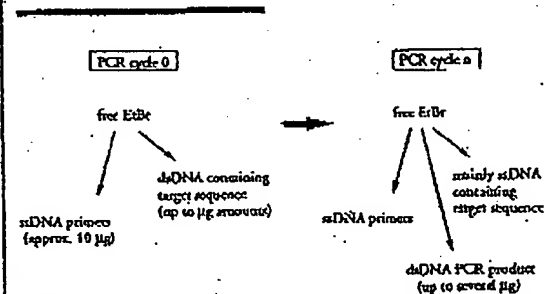 PCR cycle 0
free EtBr
ssDNA primers
(approx. 10 µg)
dsDNA containing
target sequence
(up to µg amounts)
PCR cycle n
free EtBr
ssDNA primers
mainly ssDNA
containing
target sequence
dsDNA PCR product
(up to several µg)